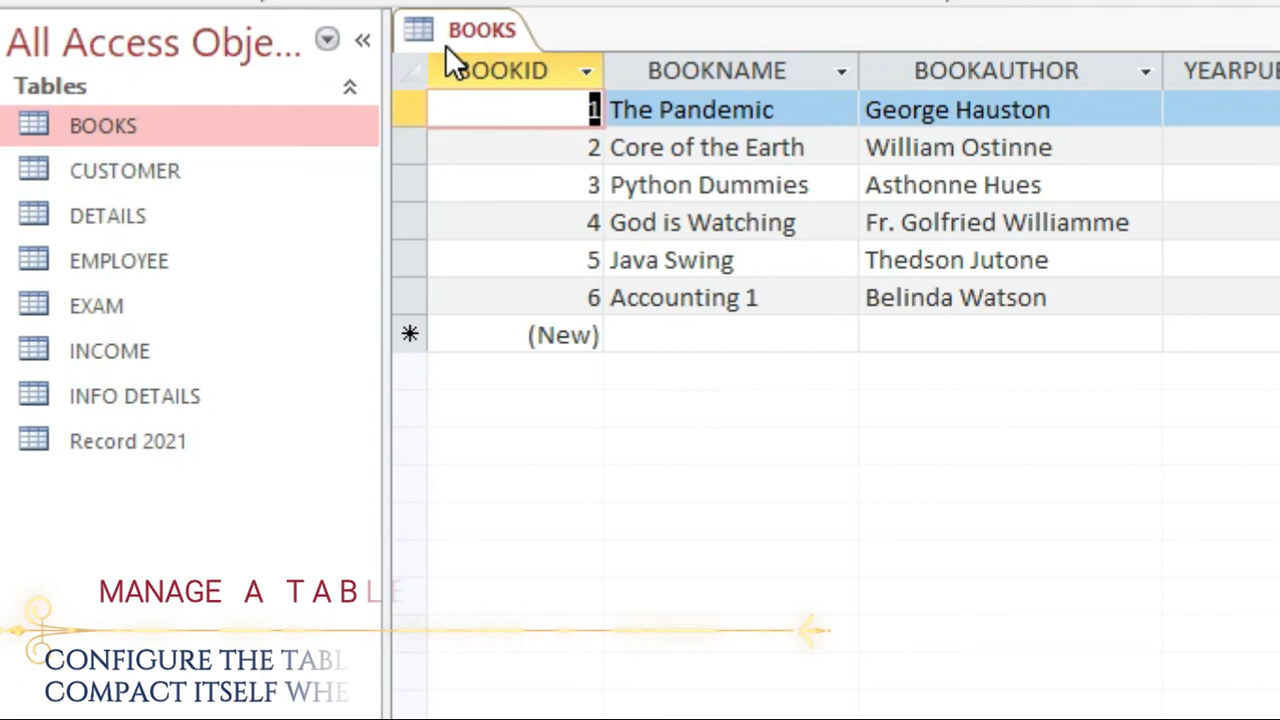 All Access Obje...
Tables
BOOKS
CUSTOMER
DETAILS
EMPLOYEE
EXAM
INCOME
INFO DETAILS
Record 2021
BOOKS
BOOKID BOOKNAME BOOKAUTHOR
1 The Pandemic George Hauston
2 Core of the Earth William Ostinne
3 Python Dummies Asthonne Hues
4 God is Watching Fr. Golfried Williamme
5 Java Swing Thedson Jutone
6 Accounting 1 Belinda Watson
(New)
MANAGE A TABLE
CONFIGURE THE TABL
COMPACT ITSELF WHE